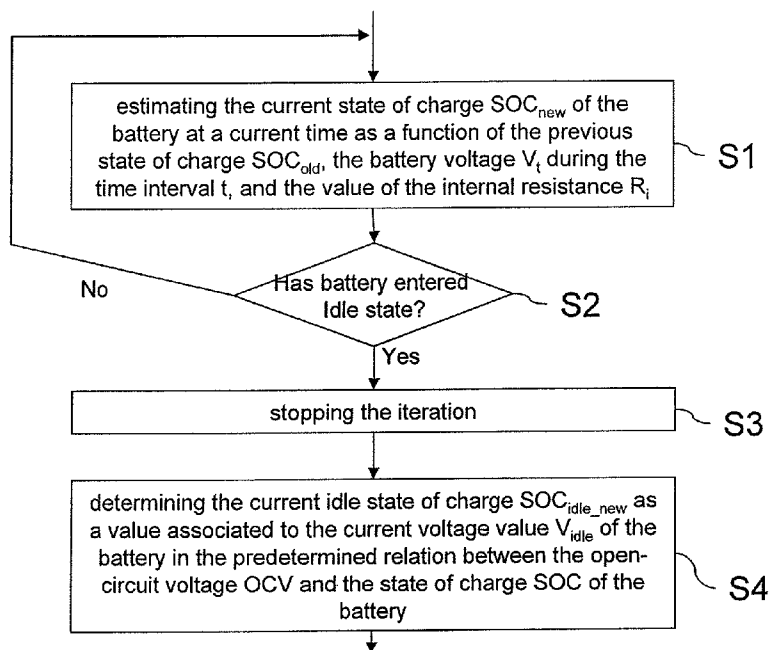 estimating the current state of charge SOCnew of the
battery at a current time as a function of the previous
state of charge SOCold, the battery voltage Vt during the
time interval t, and the value of the internal resistance Ri
S1
Has battery entered
Idle state?
S2
No
Yes
stopping the iteration
S3
determining the current idle state of charge SOCidle_new as
a value associated to the current voltage value Vidle of the
battery in the predetermined relation between the open-
circuit voltage OCV and the state of charge SOC of the
battery
S4